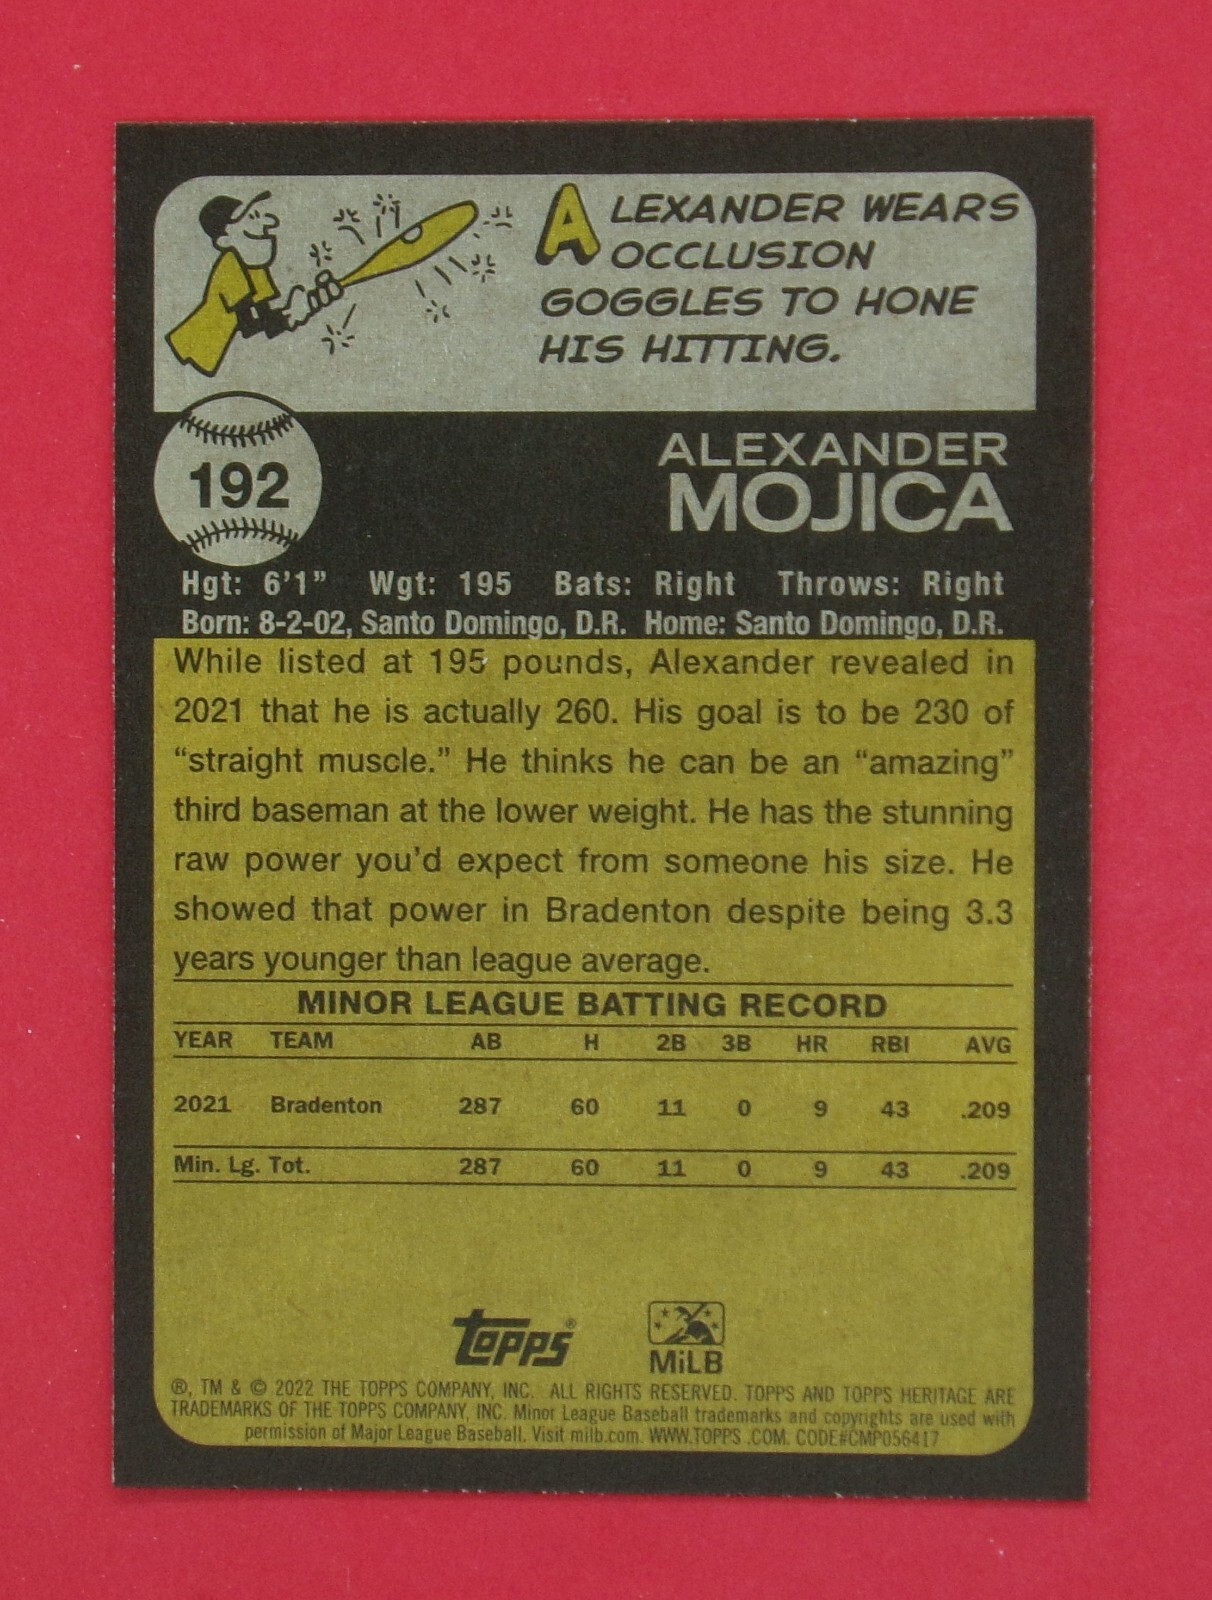 ALEXANDER WEARS
OCCLUSION
GOGGLES TO HONE
HIS HITTING.
192
ALEXANDER
MOJICA
Hgt: 6'1" Wgt: 195 Bats: Right Throws: Right
Born: 8-2-02, Santo Domingo, D.R. Home: Santo Domingo, D.R.
While listed at 195 pounds, Alexander revealed in
2021 that he is actually 260. His goal is to be 230 of
“straight muscle.” He thinks he can be an “amazing”
third baseman at the lower weight. He has the stunning
raw power you'd expect from someone his size. He
showed that power in Bradenton despite being 3.3
years younger than league average.
MINOR LEAGUE BATTING RECORD
YEAR TEAM AB H 2B 3B HR RBI AVG
2021 Bradenton 287 60 11 0 9 43 .209
Min. Lg. Tot. 287 60 11 0 9 43 .209
topps®
MiLB
®, TM & © 2022 THE TOPPS COMPANY, INC. ALL RIGHTS RESERVED. TOPPS AND TOPPS HERITAGE ARE
TRADEMARKS OF THE TOPPS COMPANY, INC. Minor League Baseball trademarks and copyrights are used with
permission of Major League Baseball. Visit milb.com. WWW.TOPPS .COM. CODE#CMP056417